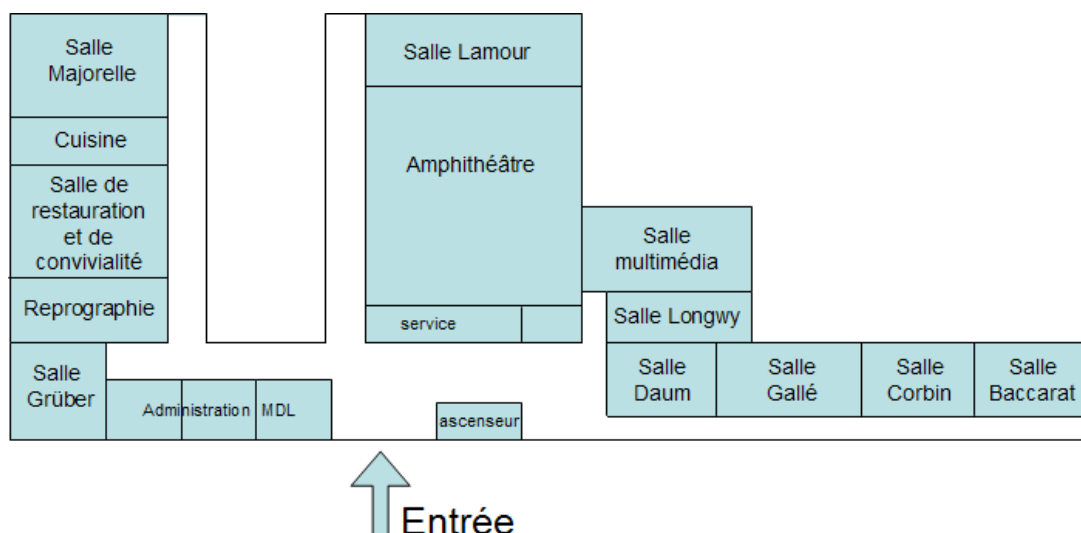 Salle
Majorelle
Cuisine
Salle de
restauration
et de
convivialité
Reprographie
Salle
Grüber
Administration
MDL
Salle Lamour
Amphithéâtre
service
ascenseur
Salle
multimédia
Salle Longwy
Salle
Daum
Salle
Gallé
Salle
Corbin
Salle
Baccarat
Entrée